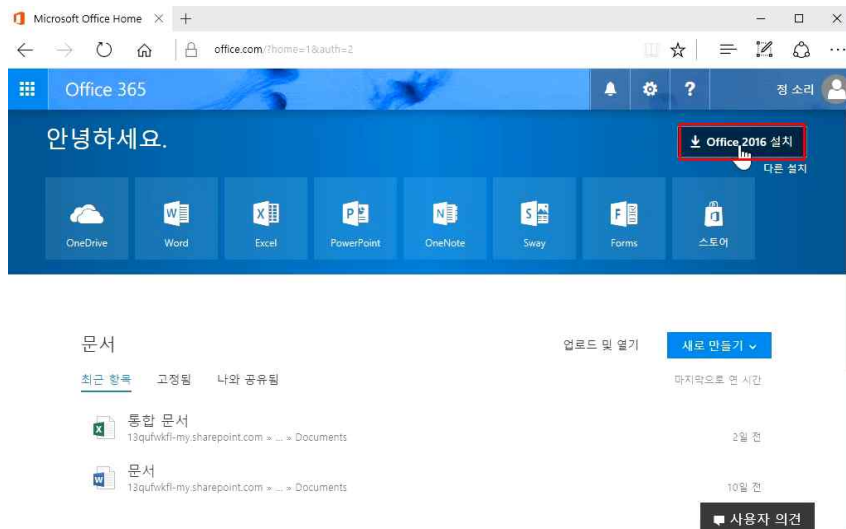 Microsoft Office Home
office.com/?home=1&auth=2
Office 365
정 소리
안녕하세요.
Office 2016 설치
다른 설치
OneDrive
Word
Excel
PowerPoint
OneNote
Sway
Forms
스토어
문서
업로드 및 열기
새로 만들기
최근 항목
고정됨
나와 공유됨
마지막으로 연 시간
통합 문서
13qufwkfl-my.sharepoint.com » ... » Documents
2일 전
문서
13qufwkfl-my.sharepoint.com » ... » Documents
10일 전
사용자 의견